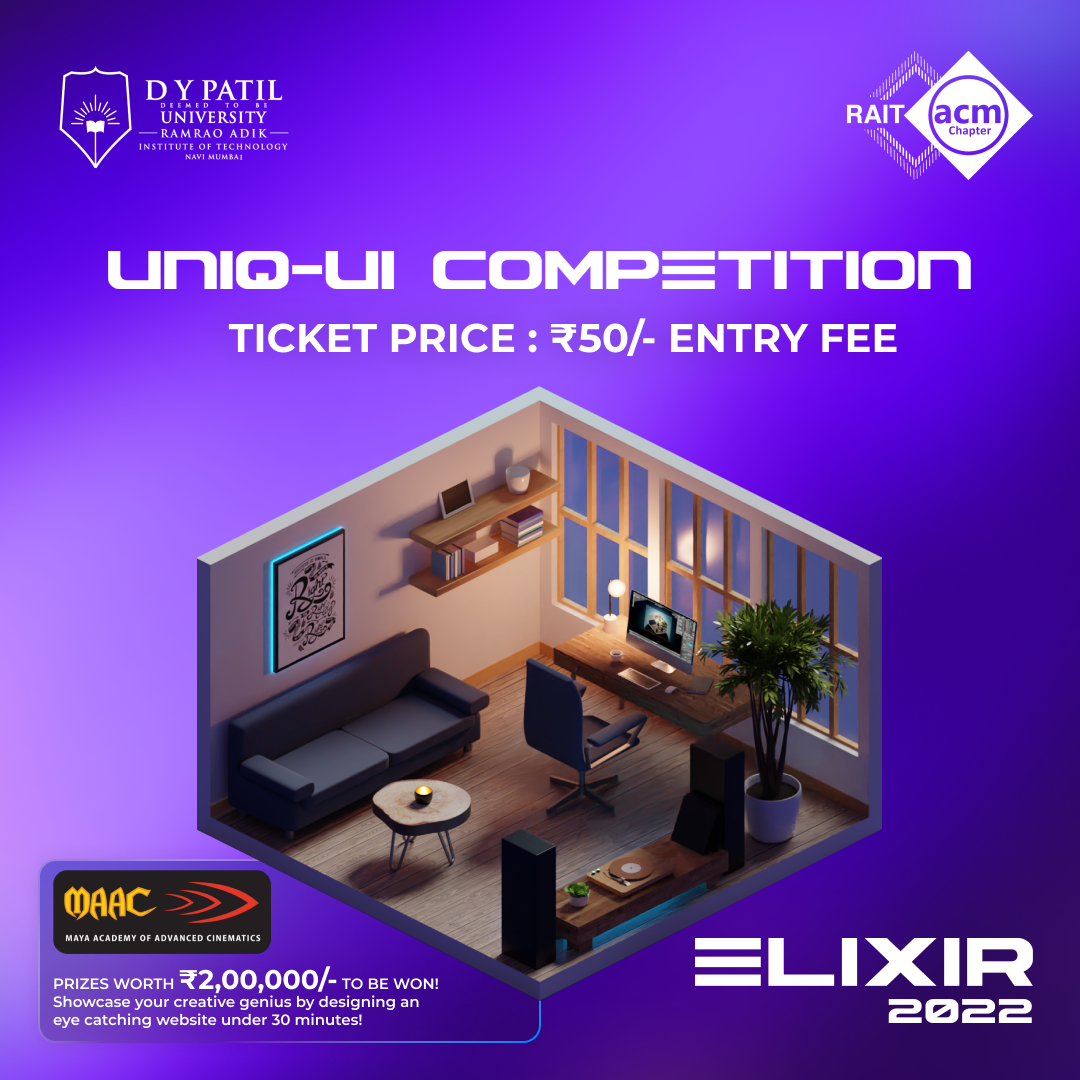 D Y PATIL
DEEMED TO BE
UNIVERSITY
RAMRAO ADIK
INSTITUTE OF TECHNOLOGY
NAVI MUMBAI
RAIT acm
Chapter
UNIQ-UI COMPETITION
TICKET PRICE : ₹50/- ENTRY FEE
Right
MAAC
MAYA ACADEMY OF ADVANCED CINEMATICS
PRIZES WORTH ₹2,00,000/- TO BE WON!
Showcase your creative genius by designing an
eye catching website under 30 minutes!
ELIXIR
2022